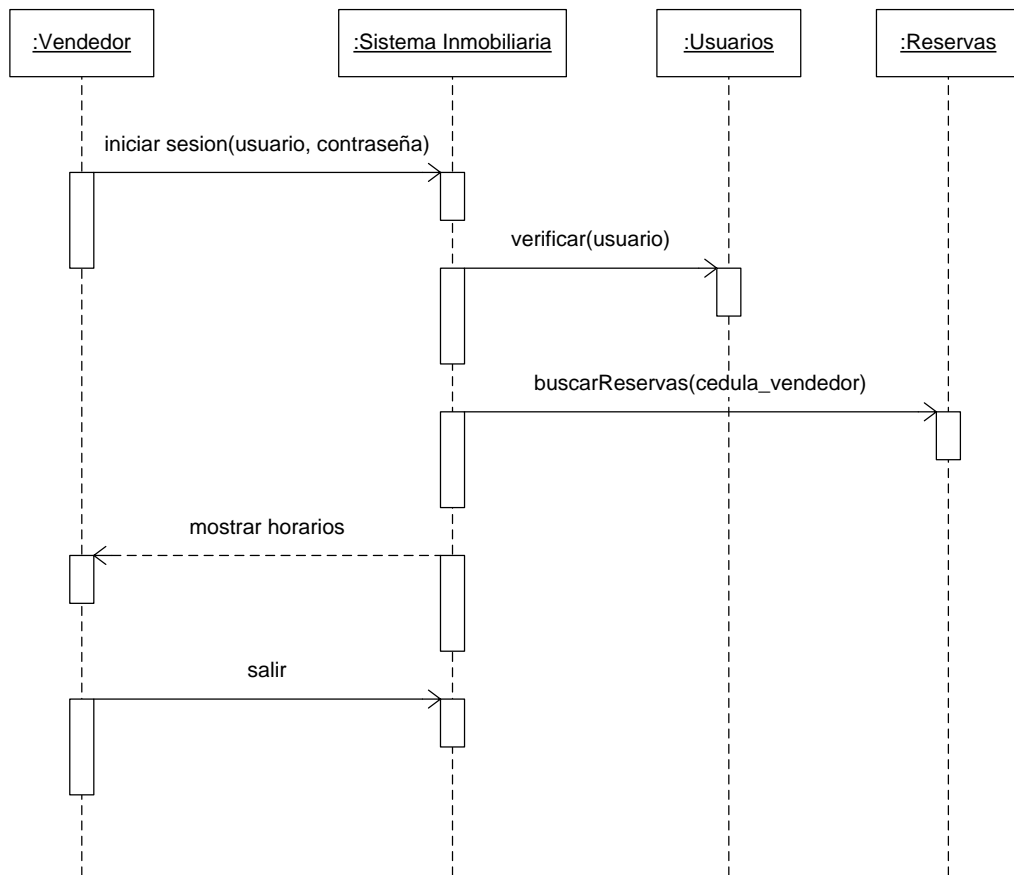 :Vendedor
:Sistema Inmobiliaria
:Usuarios
:Reservas
iniciar sesion(usuario, contraseña)
verificar(usuario)
buscarReservas(cedula_vendedor)
mostrar horarios
salir